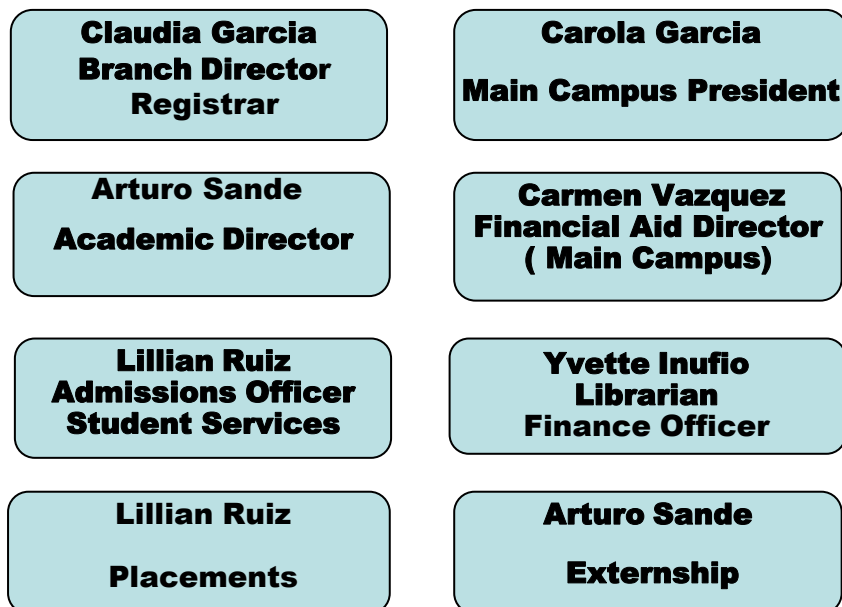 Claudia Garcia
Branch Director
Registrar
Carola Garcia
Main Campus President
Arturo Sande
Academic Director
Carmen Vazquez
Financial Aid Director
( Main Campus)
Lillian Ruiz
Admissions Officer
Student Services
Yvette Inufio
Librarian
Finance Officer
Lillian Ruiz
Placements
Arturo Sande
Externship